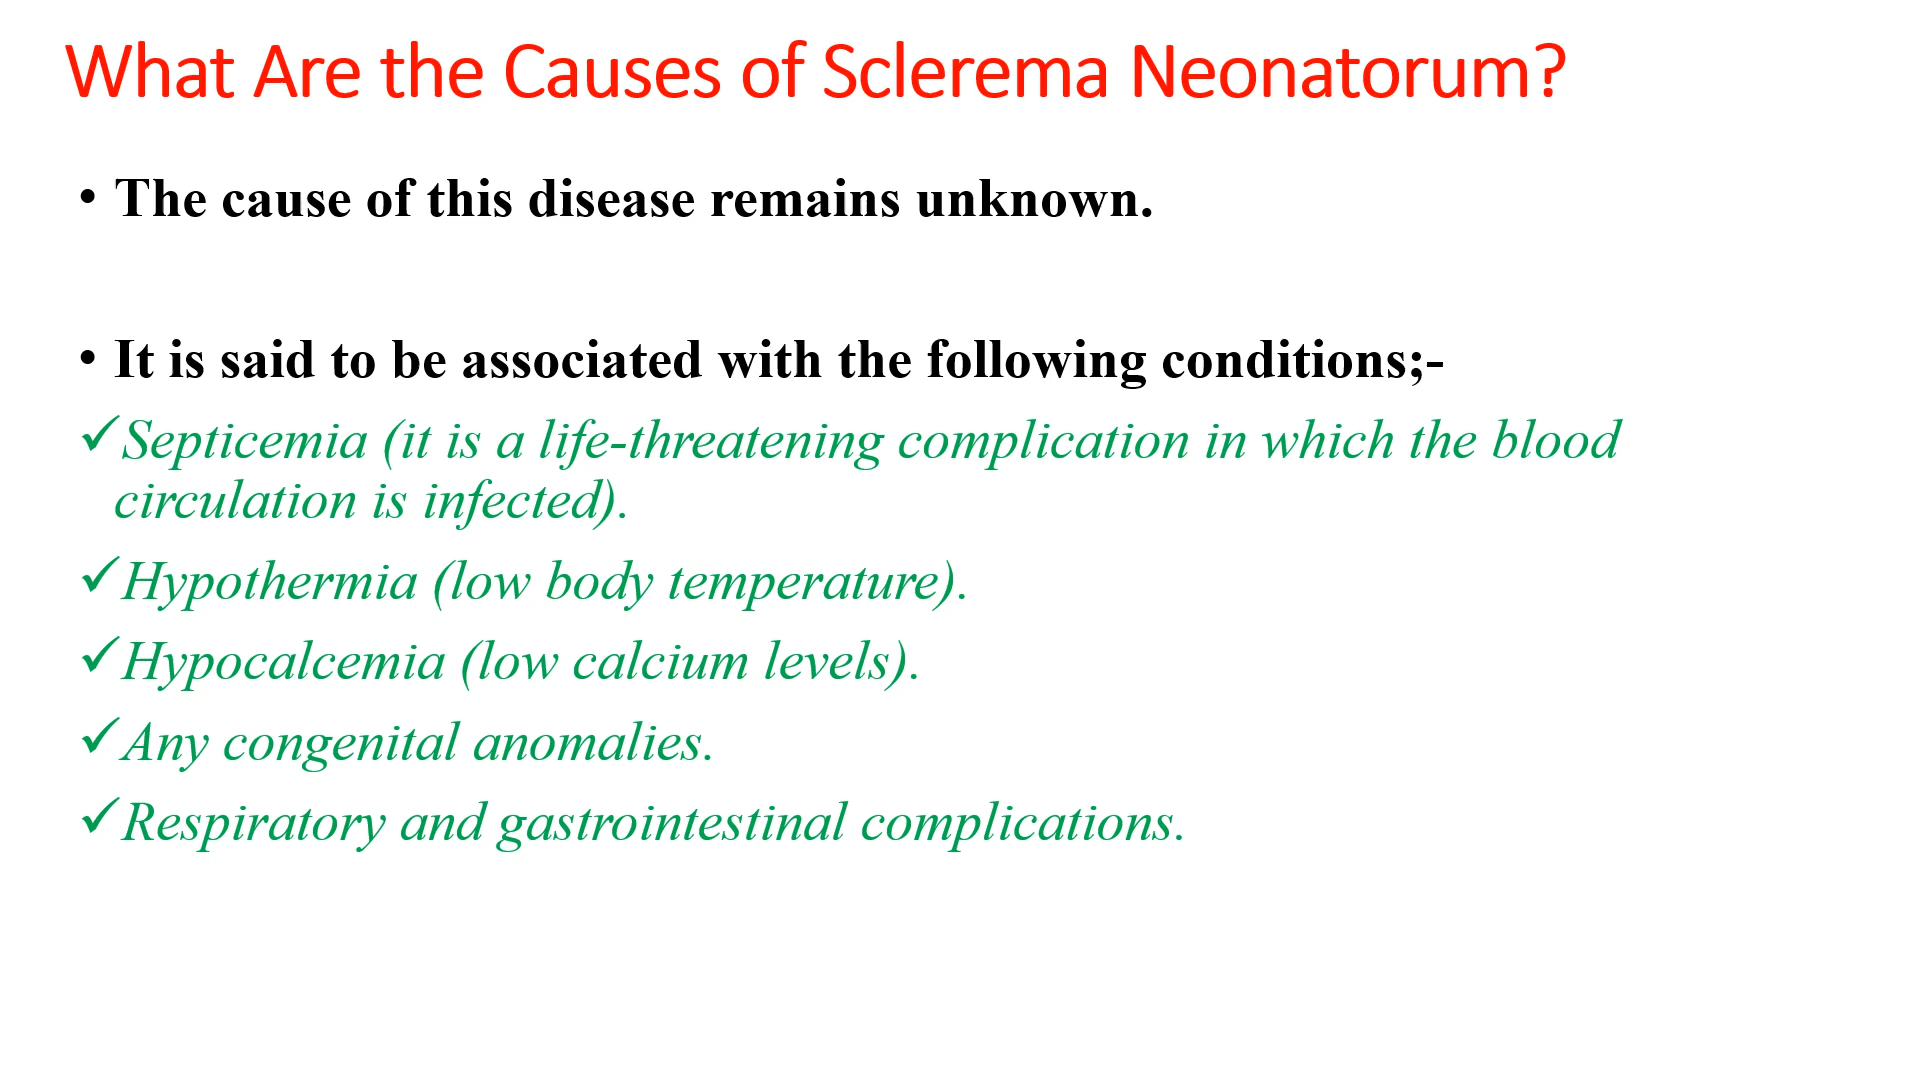 What Are the Causes of Sclerema Neonatorum?
• The cause of this disease remains unknown.
• It is said to be associated with the following conditions;-
✓Septicemia (it is a life-threatening complication in which the blood
circulation is infected).
✓Hypothermia (low body temperature).
✓Hypocalcemia (low calcium levels).
✓Any congenital anomalies.
✓Respiratory and gastrointestinal complications.